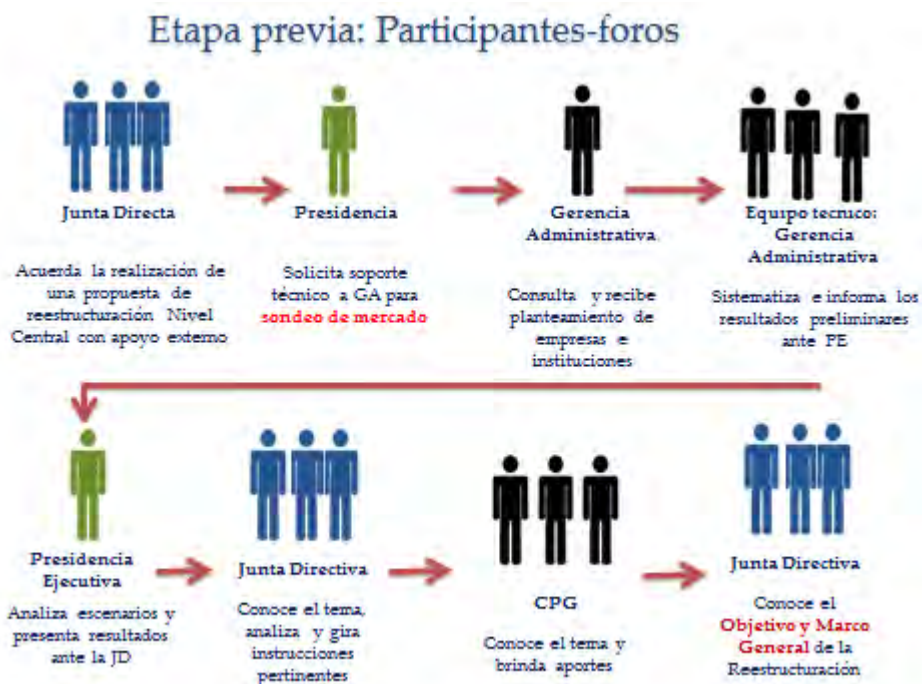 Etapa previa: Participantes-foros
Junta Directa
Acuerda la realización de
una propuesta de
reestructuración Nivel
Central con apoyo externo
Presidencia
Solicita soporte
técnico a GA para
sondeo de mercado
Gerencia
Administrativa
Consulta y recibe
planteamiento de
empresas e
instituciones
Equipo técnico:
Gerencia
Administrativa
Sistematiza e informa los
resultados preliminares
ante PE
Presidencia
Ejecutiva
Analiza escenarios y
presenta resultados
ante la JD
Junta Directiva
Conoce el tema,
analiza y gira
instrucciones
pertinentes
CPG
Conoce el tema y
brinda aportes
Junta Directiva
Conoce el
Objetivo y Marco
General de la
Reestructuración